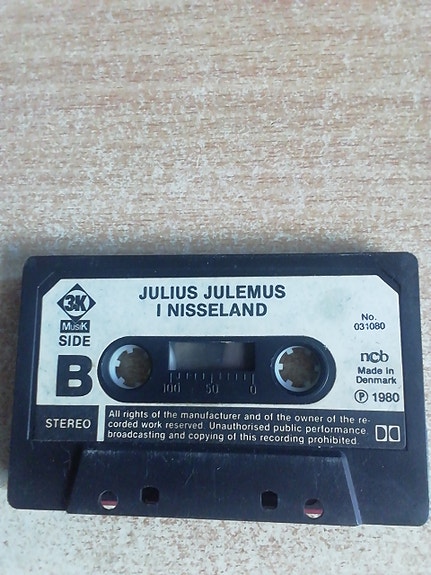 3K
MusiK
JULIUS JULEMUS
I NISSELAND
No.
031080
SIDE
B
ncb
Made in
Denmark
Ⓟ 1980
100 50 0
STEREO
All rights of the manufacturer and of the owner of the re-
corded work reserved. Unauthorised public performance.
broadcasting and copying of this recording prohibited.